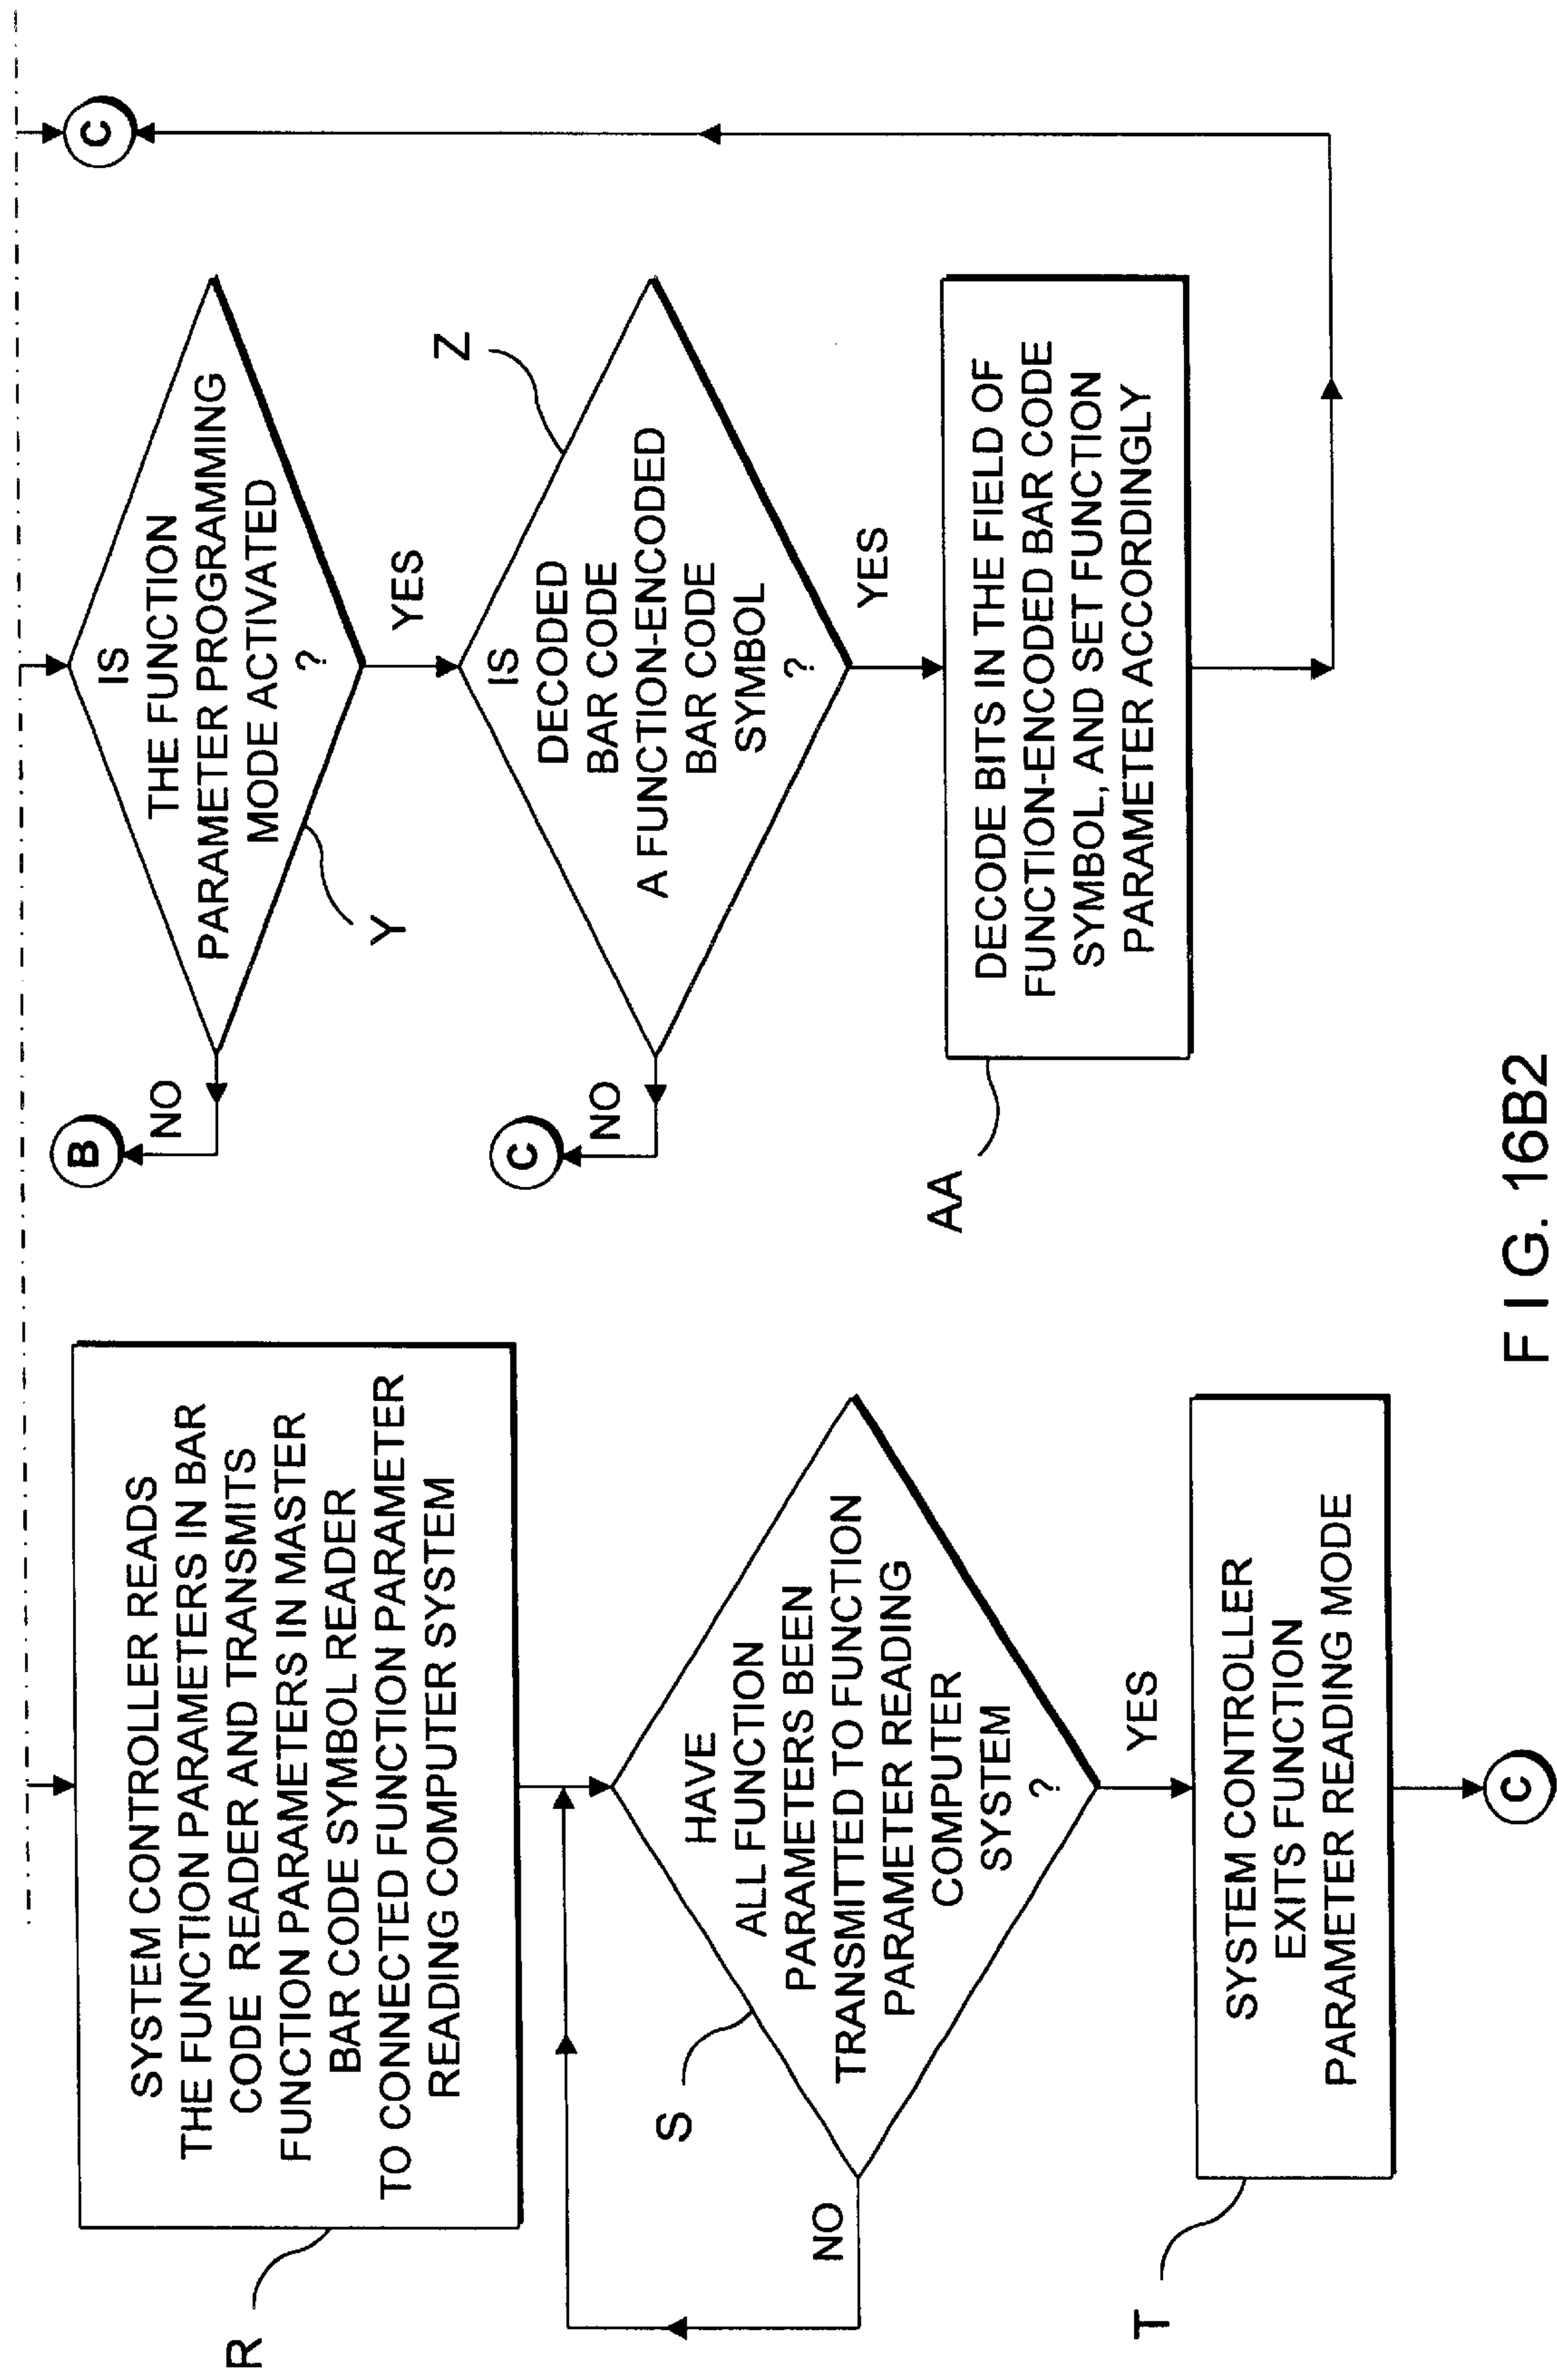 R
SYSTEM CONTROLLER READS
THE FUNCTION PARAMETERS IN BAR
CODE READER AND TRANSMITS
FUNCTION PARAMETERS IN MASTER
BAR CODE SYMBOL READER
TO CONNECTED FUNCTION PARAMETER
READING COMPUTER SYSTEM
S
HAVE
ALL FUNCTION
PARAMETERS BEEN
TRANSMITTED TO FUNCTION
PARAMETER READING
COMPUTER
SYSTEM
?
NO
YES
T
SYSTEM CONTROLLER
EXITS FUNCTION
PARAMETER READING MODE
C
C
IS
THE FUNCTION
PARAMETER PROGRAMMING
MODE ACTIVATED
?
Y
B
NO
YES
Z
IS
DECODED
BAR CODE
A FUNCTION-ENCODED
BAR CODE
SYMBOL
?
C
NO
YES
AA
DECODE BITS IN THE FIELD OF
FUNCTION-ENCODED BAR CODE
SYMBOL, AND SET FUNCTION
PARAMETER ACCORDINGLY
F I G. 16B2